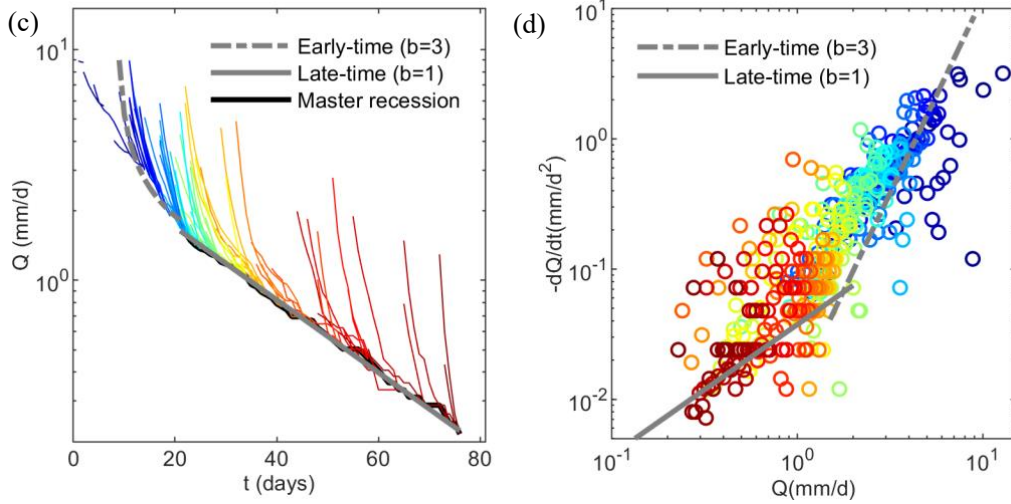 (c)
10¹
Q (mm/d)
10⁰
Early-time (b=3)
Late-time (b=1)
Master recession
0 20 40 60 80
t (days)
(d)
10¹
10⁰
-dQ/dt(mm/d²)
10⁻¹
10⁻²
Early-time (b=3)
Late-time (b=1)
10⁻¹ 10⁰ 10¹
Q(mm/d)